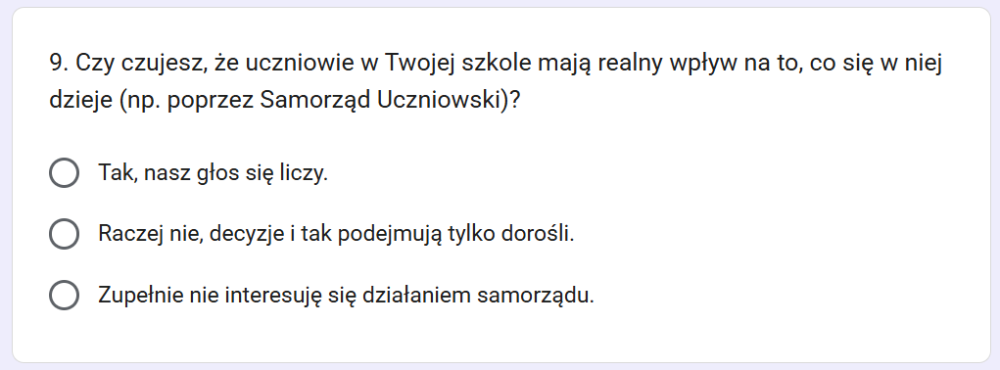 9. Czy czujesz, że uczniowie w Twojej szkole mają realny wpływ na to, co się w niej
dzieje (np. poprzez Samorząd Uczniowski)?
Tak, nasz głos się liczy.
Raczej nie, decyzje i tak podejmują tylko dorośli.
Zupełnie nie interesuję się działaniem samorządu.